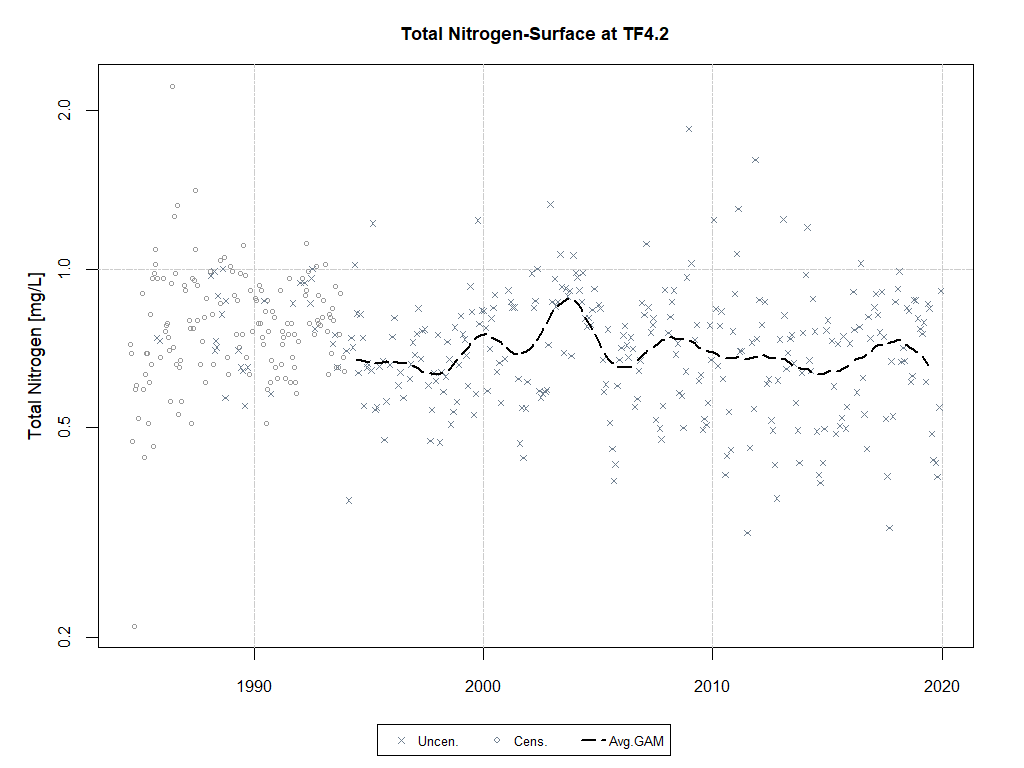 Total Nitrogen-Surface at TF4.2
Total Nitrogen [mg/L]
2.0
1.0
0.5
0.2
1990 2000 2010 2020
Uncen. Cens. Avg.GAM